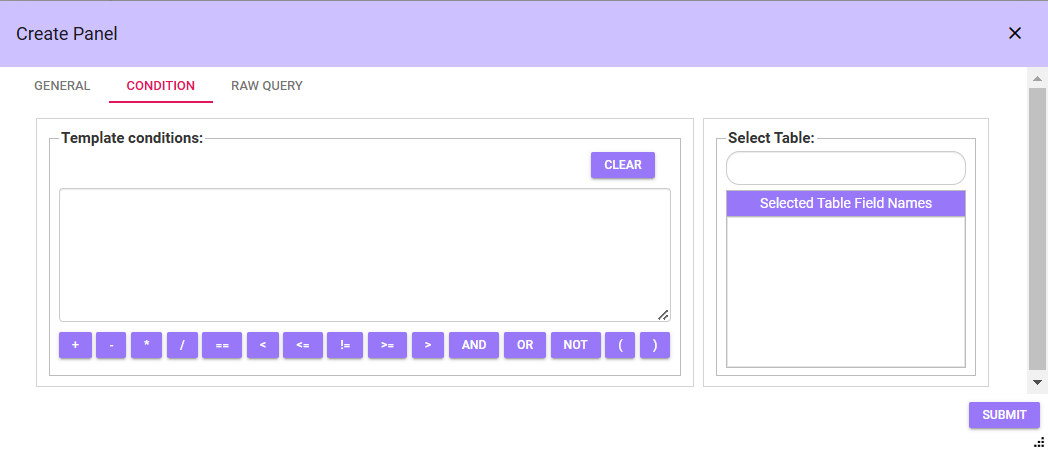 Create Panel
GENERAL CONDITION RAW QUERY
Template conditions:
CLEAR
+ - * / == < <= != >= > AND OR NOT ( )
Select Table:
Selected Table Field Names
SUBMIT